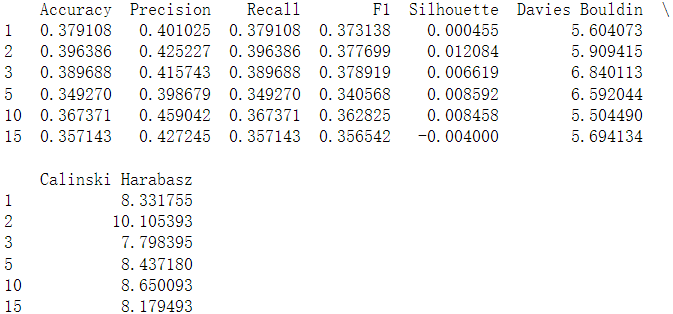 Accuracy Precision Recall F1 Silhouette Davies Bouldin \
1 0.379108 0.401025 0.379108 0.373138 0.000455 5.604073
2 0.396386 0.425227 0.396386 0.377699 0.012084 5.909415
3 0.389688 0.415743 0.389688 0.378919 0.006619 6.840113
5 0.349270 0.398679 0.349270 0.340568 0.008592 6.592044
10 0.367371 0.459042 0.367371 0.362825 0.008458 5.504490
15 0.357143 0.427245 0.357143 0.356542 -0.004000 5.694134
Calinski Harabasz
1 8.331755
2 10.105393
3 7.798395
5 8.437180
10 8.650093
15 8.179493